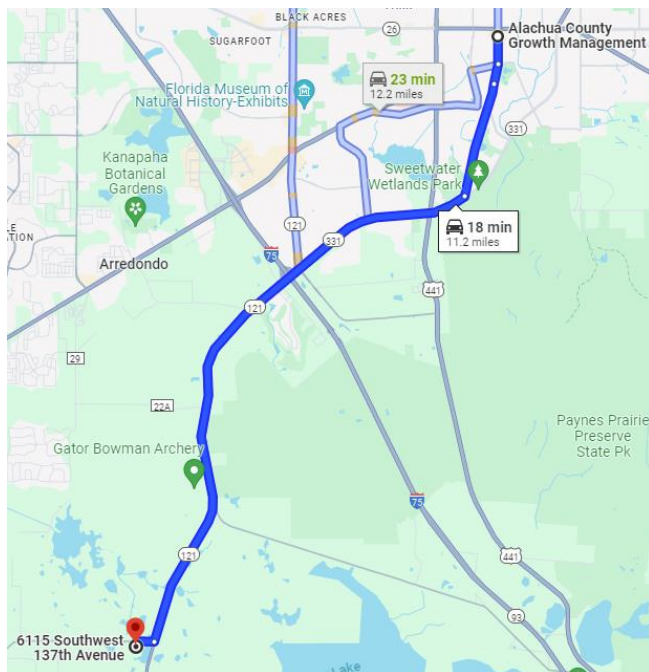 BLACK ACRES
SUGARFOOT
26
Alachua County
Growth Management
23 min
12.2 miles
Florida Museum of
Natural History-Exhibits
331
Kanapaha
Botanical
Gardens
Sweetwater
Wetlands Park
121
18 min
11.2 miles
331
75
Arredondo
441
121
29
22A
Paynes Prairie
Preserve
State Pk
Gator Bowman Archery
75
121
441
6115 Southwest
137th Avenue
93
Lake